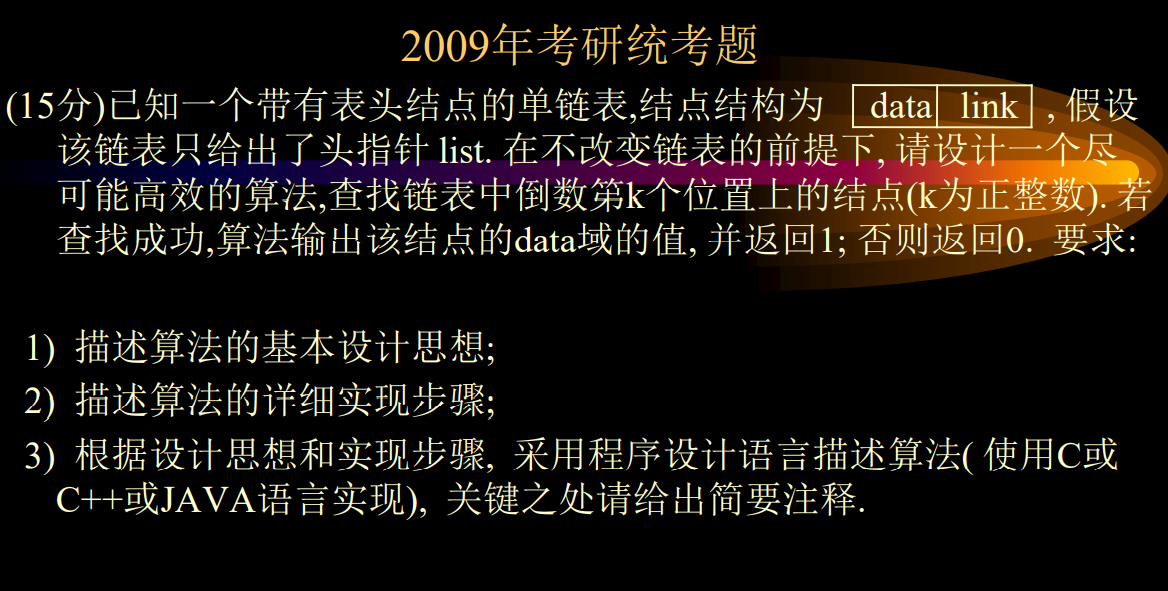 2009年考研统考题
(15分)已知一个带有表头结点的单链表,结点结构为 data link , 假设
该链表只给出了头指针 list. 在不改变链表的前提下, 请设计一个尽
可能高效的算法,查找链表中倒数第k个位置上的结点(k为正整数). 若
查找成功,算法输出该结点的data域的值, 并返回1; 否则返回0. 要求:
1) 描述算法的基本设计思想;
2) 描述算法的详细实现步骤;
3) 根据设计思想和实现步骤, 采用程序设计语言描述算法( 使用C或
C++或JAVA语言实现), 关键之处请给出简要注释.